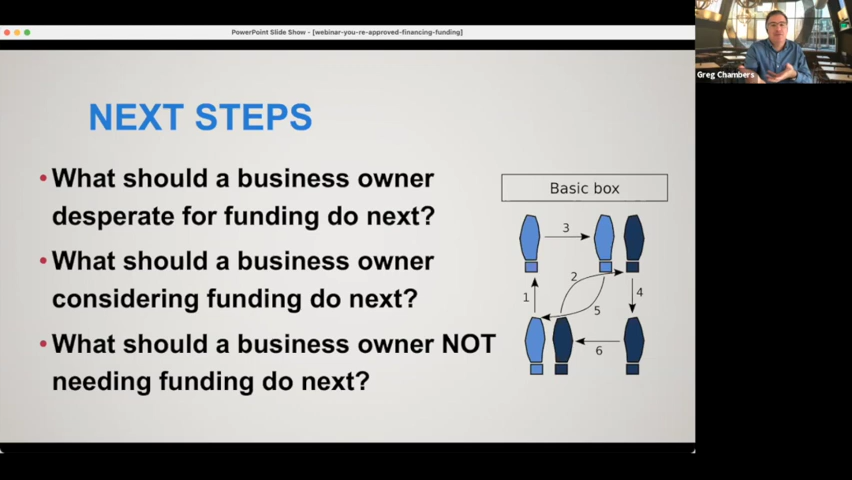 PowerPoint Slide Show - [webinar-you-re-approved-financing-funding]
Greg Chambers
NEXT STEPS
•What should a business owner
desperate for funding do next?
•What should a business owner
considering funding do next?
•What should a business owner NOT
needing funding do next?
Basic box
3
2
1
4
5
6